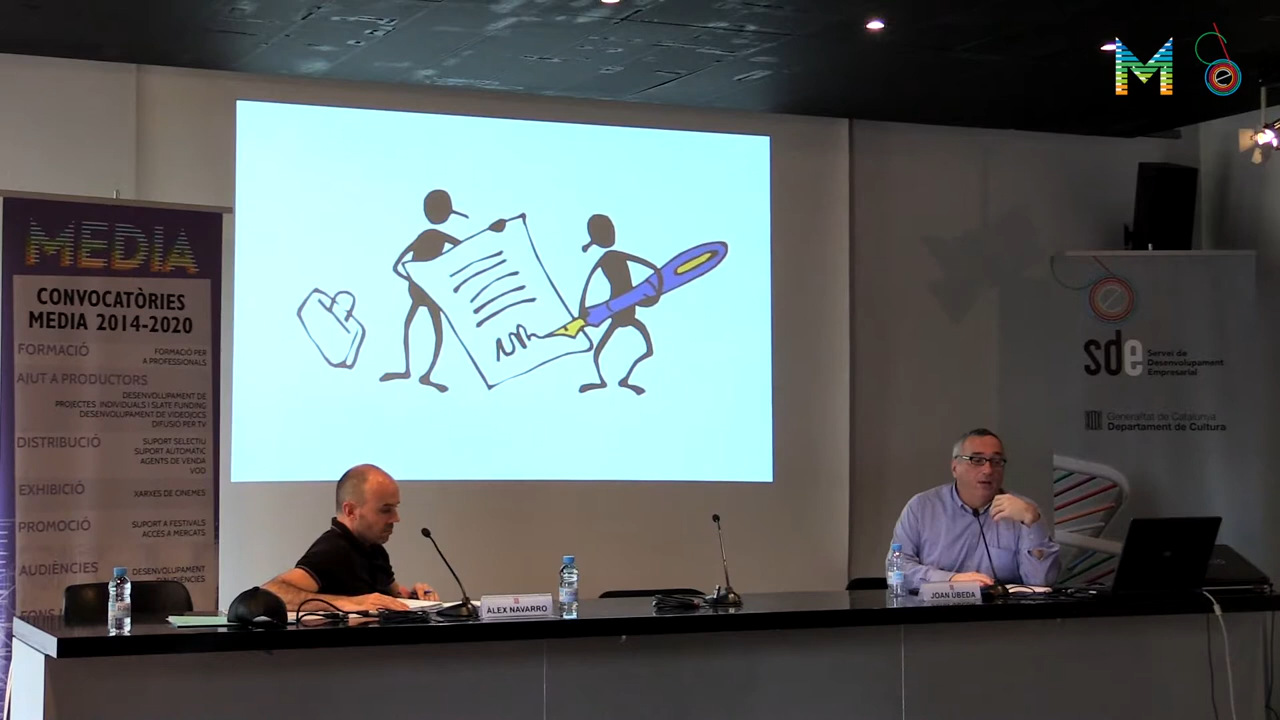 M
MEDIA
CONVOCATÒRIES
MEDIA 2014-2020
FORMACIÓ
FORMACIÓ PER
A PROFESSIONALS
AJUT A PRODUCTORS
DESENVOLUPAMENT DE
PROJECTES INDIVIDUALS I SLATE FUNDING
DESENVOLUPAMENT DE VIDEOJOCS
DIFUSIÓ PER TV
DISTRIBUCIÓ
SUPORT SELECTIU
SUPORT AUTOMÀTIC
AGENTS DE VENDA
VOD
EXHIBICIÓ
XARXES DE CINEMES
PROMOCIÓ
SUPORT A FESTIVALS
ACCÉS A MERCATS
AUDIÈNCIES
DESENVOLUPAMENT
D'AUDIÈNCIES
FONS
sde
Servei de
Desenvolupament
Empresarial
Generalitat de Catalunya
Departament de Cultura
ÀLEX NAVARRO
JOAN ÚBEDA